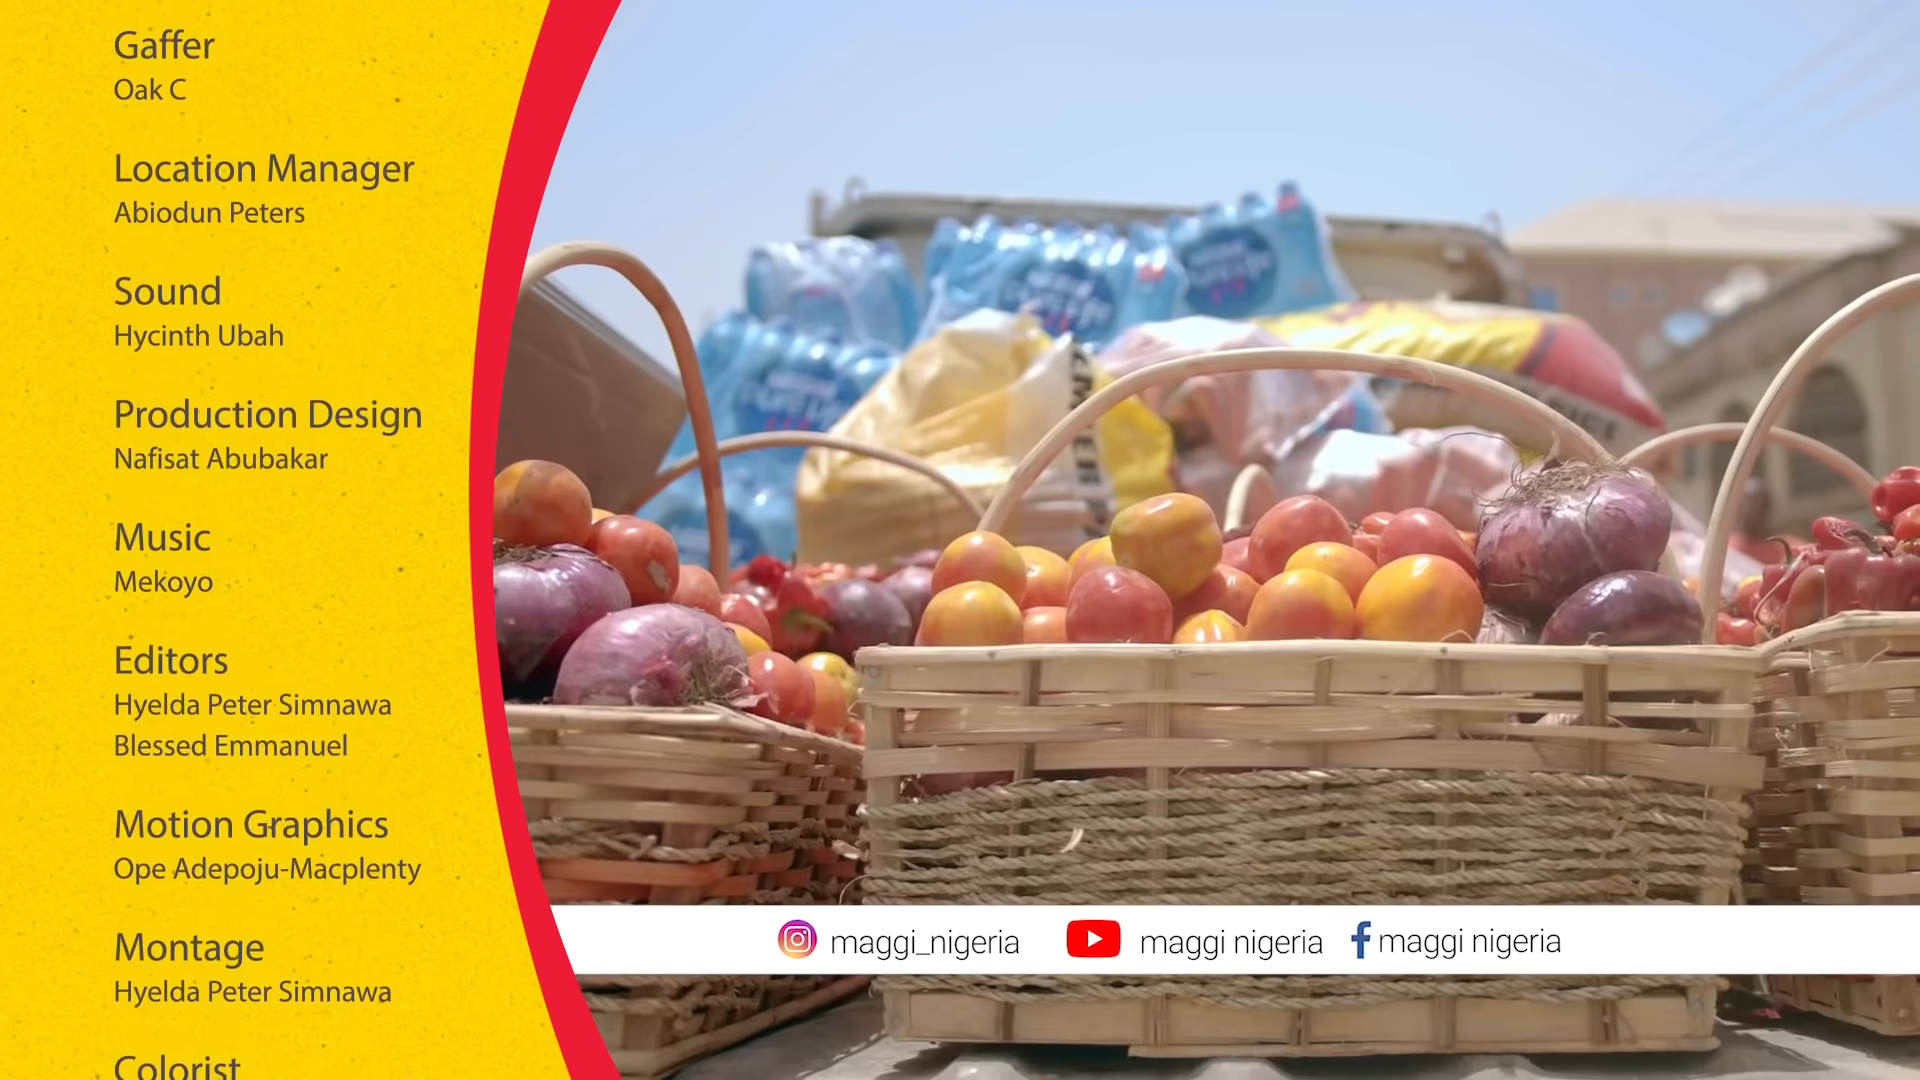 Gaffer
Oak C
Location Manager
Abiodun Peters
Sound
Hycinth Ubah
Production Design
Nafisat Abubakar
Music
Mekoyo
Editors
Hyelda Peter Simnawa
Blessed Emmanuel
Motion Graphics
Ope Adepoju-Macplenty
Montage
Hyelda Peter Simnawa
Colorist
maggi_nigeria
maggi nigeria
maggi nigeria